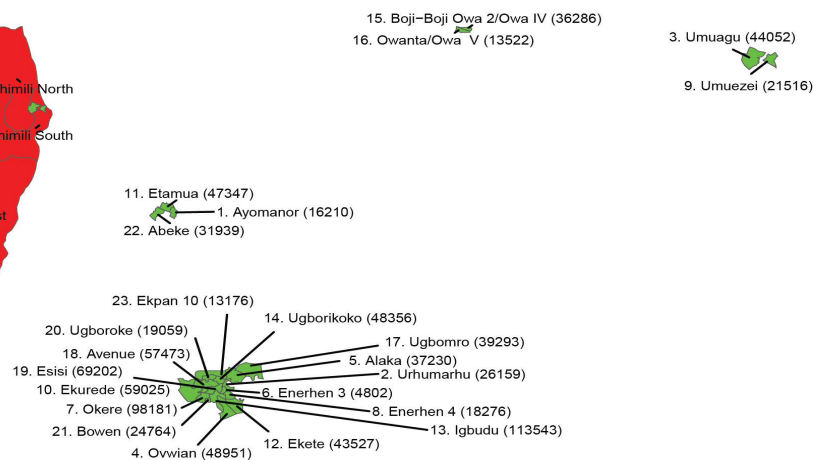 15. Boji−Boji Owa 2/Owa IV (36286)
16. Owanta/Owa V (13522)
3. Umuagu (44052)
9. Umuezei (21516)
himili North
himili South
st
11. Etamua (47347)
1. Ayomanor (16210)
22. Abeke (31939)
23. Ekpan 10 (13176)
14. Ugborikoko (48356)
20. Ugboroke (19059)
17. Ugbomro (39293)
18. Avenue (57473)
5. Alaka (37230)
19. Esisi (69202)
2. Urhumarhu (26159)
10. Ekurede (59025)
6. Enerhen 3 (4802)
7. Okere (98181)
8. Enerhen 4 (18276)
21. Bowen (24764)
13. Igbudu (113543)
12. Ekete (43527)
4. Ovwian (48951)